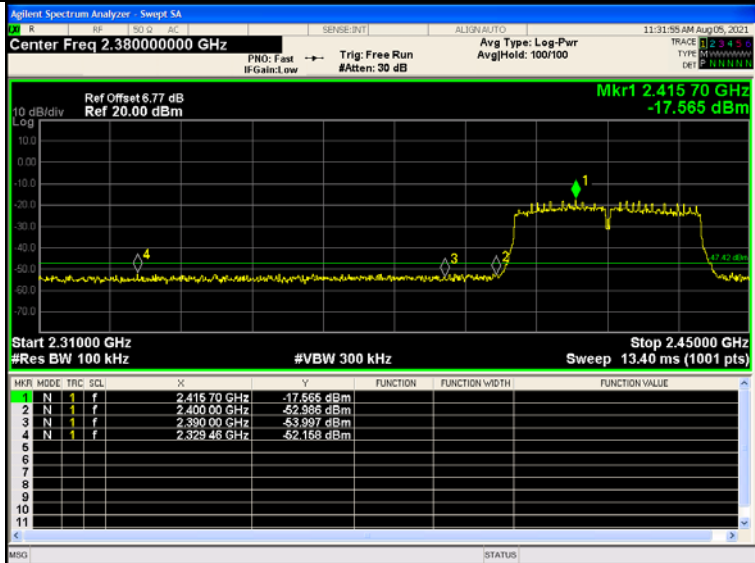 Agilent Spectrum Analyzer - Swept SA
R RF 50 Ω AC SENSE:INT ALIGNAUTO 11:31:55 AM Aug 05, 2021
Center Freq 2.380000000 GHz
PNO: Fast
IFGain:Low
Trig: Free Run
#Atten: 30 dB
Avg Type: Log-Pwr
Avg|Hold: 100/100
TRACE 1 2 3 4 5 6
TYPE MWWWWW
DET P N N N N N
Mkr1 2.415 70 GHz
-17.565 dBm
10 dB/div
Log
Ref Offset 6.77 dB
Ref 20.00 dBm
10.0
0.00
-10.0
-20.0
-30.0
-40.0
-50.0
-60.0
-70.0
1
4
3
2
-47.42 dBm
Start 2.31000 GHz Stop 2.45000 GHz
#Res BW 100 kHz #VBW 300 kHz Sweep 13.40 ms (1001 pts)
MKR MODE TRC SCL X Y FUNCTION FUNCTION WIDTH FUNCTION VALUE
1 N 1 f 2.415 70 GHz -17.565 dBm
2 N 1 f 2.400 00 GHz -52.986 dBm
3 N 1 f 2.390 00 GHz -53.997 dBm
4 N 1 f 2.329 46 GHz -52.158 dBm
5
6
7
8
9
10
11
MSG STATUS